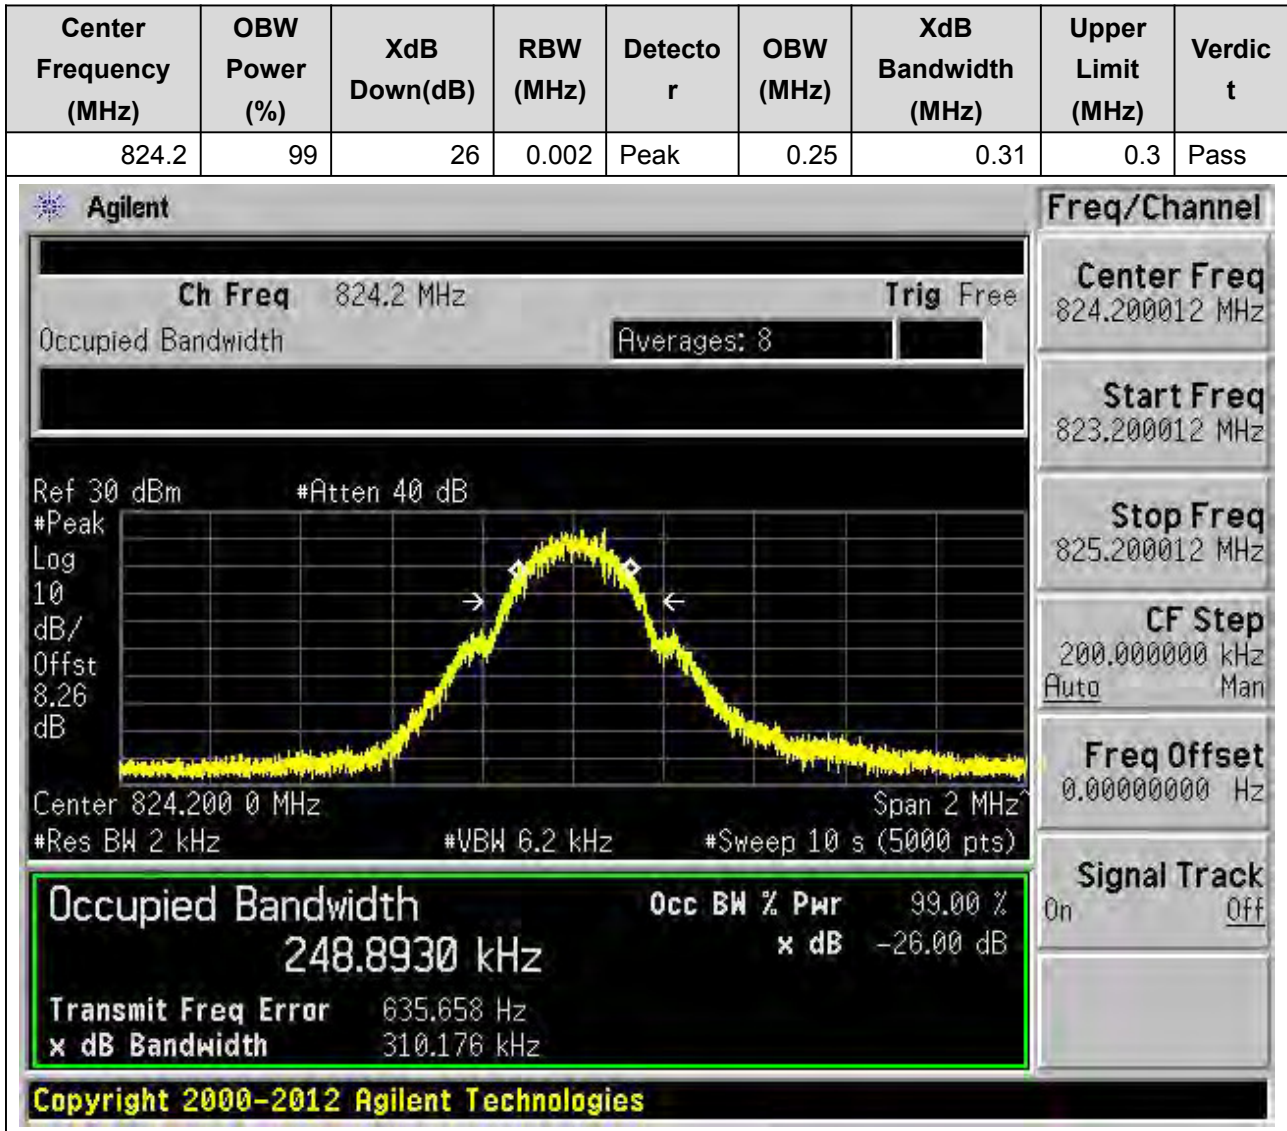 Center Frequency (MHz) OBW Power (%) XdB Down(dB) RBW (MHz) Detecto r OBW (MHz) XdB Bandwidth (MHz) Upper Limit (MHz) Verdic t
824.2 99 26 0.002 Peak 0.25 0.31 0.3 Pass
Agilent
Freq/Channel
Ch Freq 824.2 MHz Trig Free
Occupied Bandwidth Averages: 8
Center Freq
824.200012 MHz
Start Freq
823.200012 MHz
Stop Freq
825.200012 MHz
CF Step
200.000000 kHz
Auto Man
Freq Offset
0.00000000 Hz
Signal Track
On Off
Ref 30 dBm #Atten 40 dB
#Peak
Log
10
dB/
Offst
8.26
dB
Center 824.200 0 MHz Span 2 MHz^
#Res BW 2 kHz #VBW 6.2 kHz #Sweep 10 s (5000 pts)
Occupied Bandwidth Occ BW % Pwr 99.00 %
248.8930 kHz x dB -26.00 dB
Transmit Freq Error 635.658 Hz
x dB Bandwidth 310.176 kHz
Copyright 2000-2012 Agilent Technologies